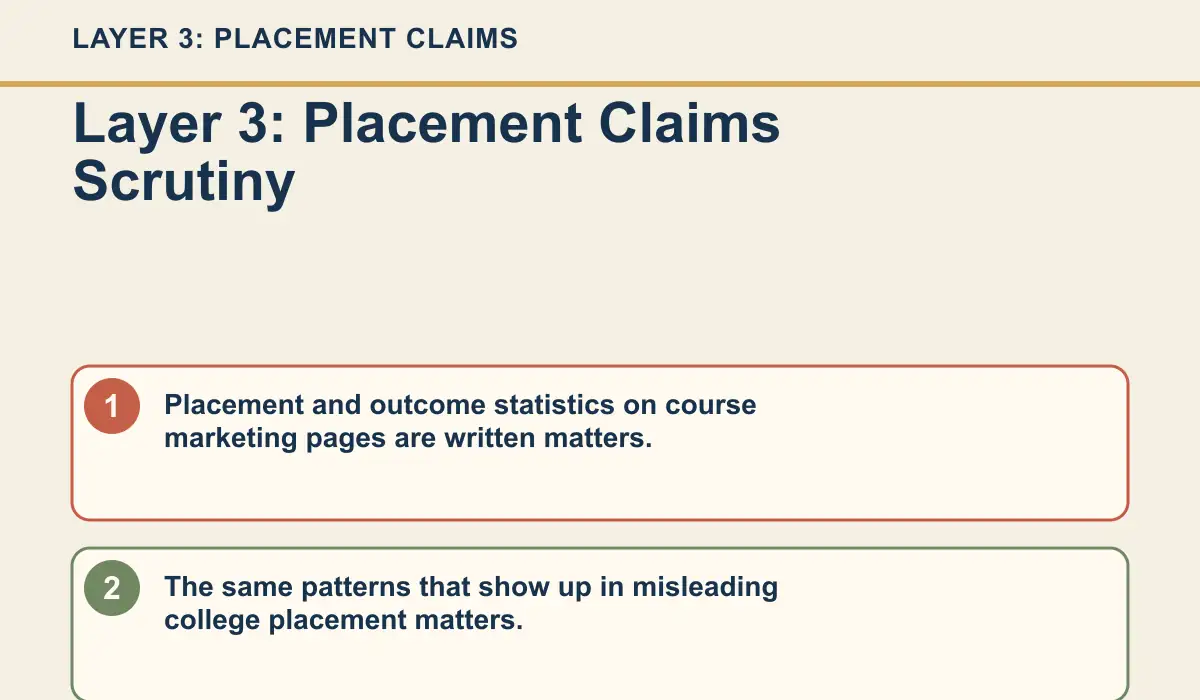 LAYER 3: PLACEMENT CLAIMS
Layer 3: Placement Claims
Scrutiny
1
Placement and outcome statistics on course
marketing pages are written matters.
2
The same patterns that show up in misleading
college placement matters.